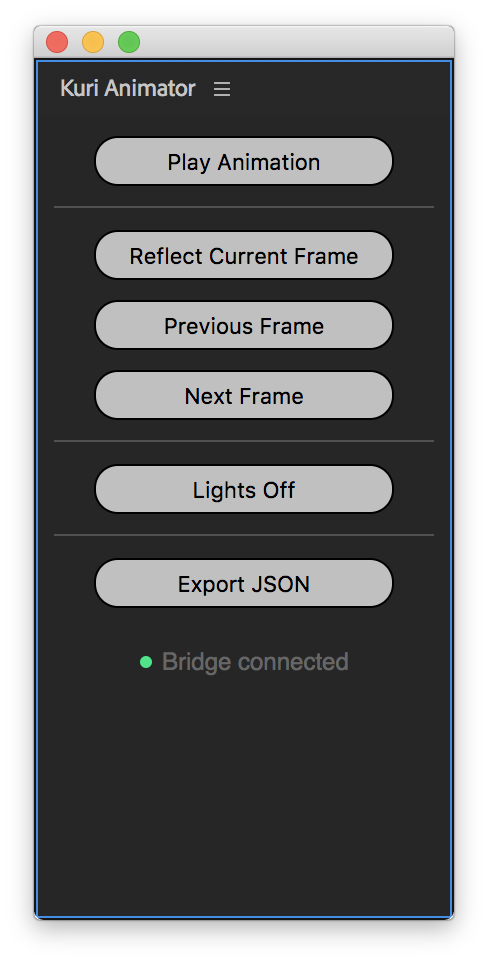 Kuri Animator
Play Animation
Reflect Current Frame
Previous Frame
Next Frame
Lights Off
Export JSON
Bridge connected